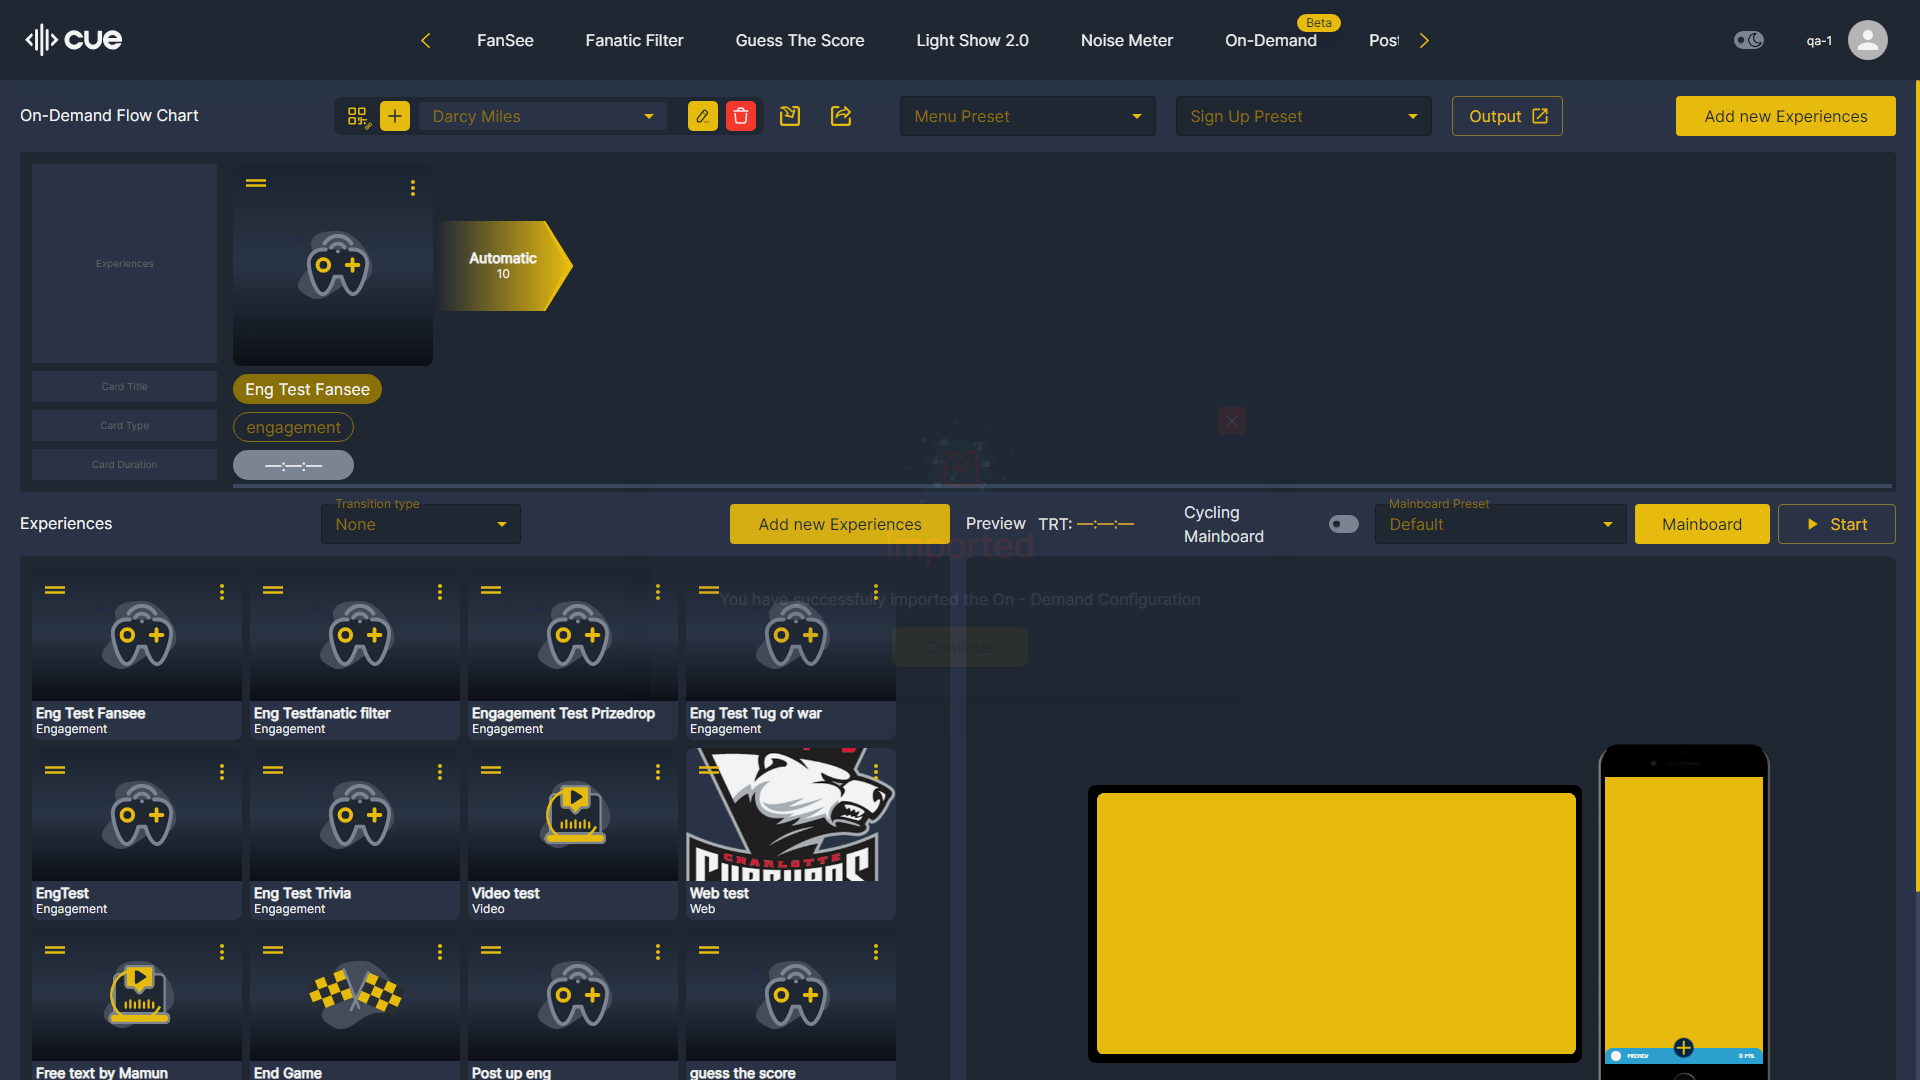 cue
FanSee
Fanatic Filter
Guess The Score
Light Show 2.0
Noise Meter
On-Demand
Beta
Post
qa-1
On-Demand Flow Chart
Darcy Miles
Menu Preset
Sign Up Preset
Output
Add new Experiences
Experiences
Automatic
10
Card Title
Eng Test Fansee
Card Type
engagement
Card Duration
—:—:—
Experiences
Transition type
None
Add new Experiences
Preview
TRT: —:—:—
Cycling
Mainboard
Mainboard Preset
Default
Mainboard
Start
Imported
You have successfully imported the On - Demand Configuration
Continue
Eng Test Fansee
Engagement
Eng Testfanatic filter
Engagement
Engagement Test Prizedrop
Engagement
Eng Test Tug of war
Engagement
EngTest
Engagement
Eng Test Trivia
Engagement
Video test
Video
CHARLOTTE
Web test
Web
Free text by Mamun
End Game
Post up eng
guess the score
PREVIEW
0 PTS.